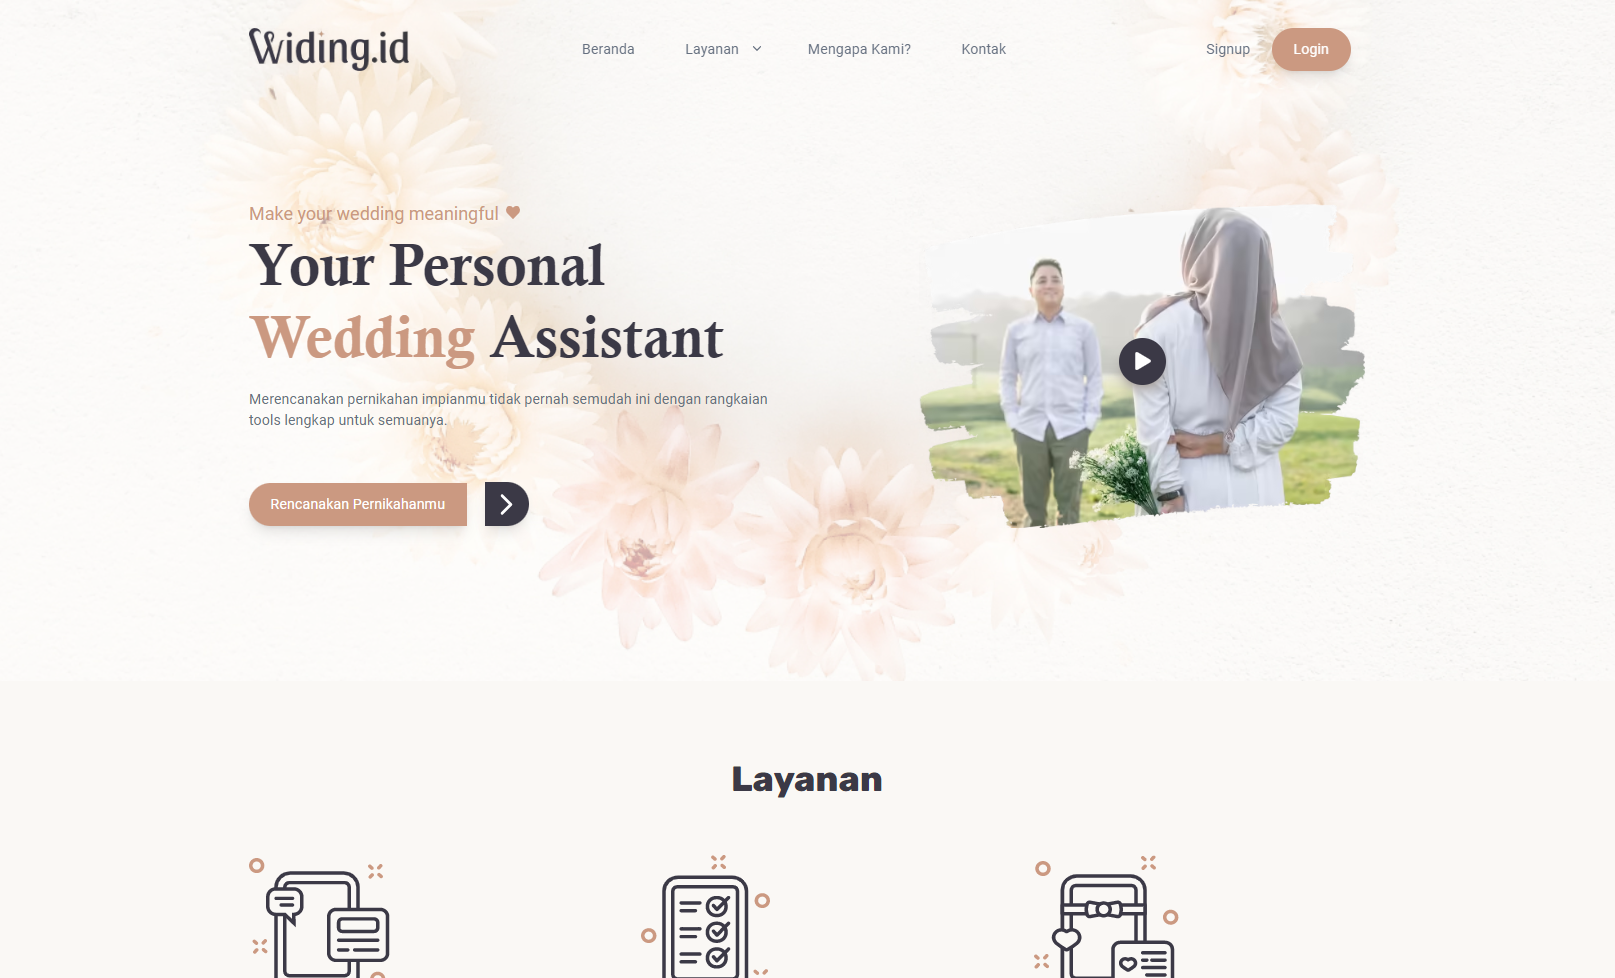 Widing.id
Beranda
Layanan
Mengapa Kami?
Kontak
Signup
Login
Make your wedding meaningful
Your Personal
Wedding Assistant
Merencanakan pernikahan impianmu tidak pernah semudah ini dengan rangkaian
tools lengkap untuk semuanya.
Rencanakan Pernikahanmu
Layanan